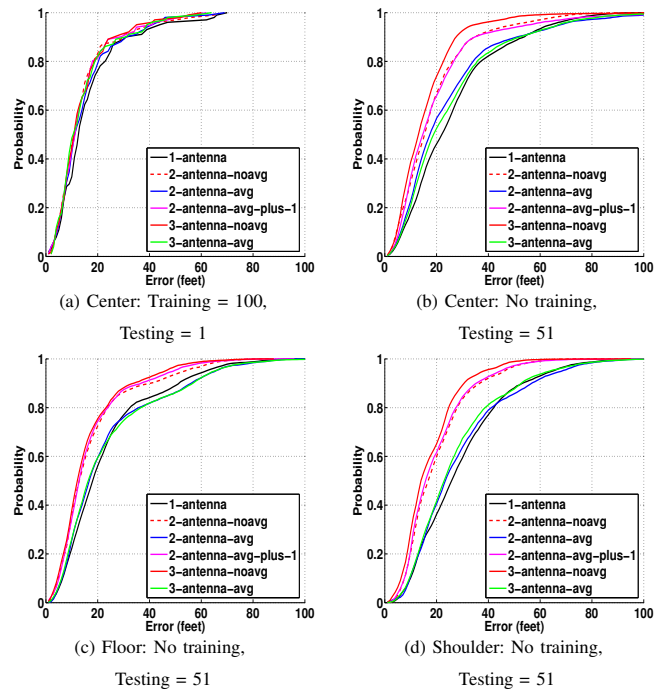 1
0.8
0.6
0.4
0.2
0
Probability
1-antenna
2-antenna-noavg
2-antenna-avg
2-antenna-avg-plus-1
3-antenna-noavg
3-antenna-avg
0 20 40 60 80 100
Error (feet)
(a) Center: Training = 100,
Testing = 1
1
0.8
0.6
0.4
0.2
0
Probability
1-antenna
2-antenna-noavg
2-antenna-avg
2-antenna-avg-plus-1
3-antenna-noavg
3-antenna-avg
0 20 40 60 80 100
Error (feet)
(b) Center: No training,
Testing = 51
1
0.8
0.6
0.4
0.2
0
Probability
1-antenna
2-antenna-noavg
2-antenna-avg
2-antenna-avg-plus-1
3-antenna-noavg
3-antenna-avg
0 20 40 60 80 100
Error (feet)
(c) Floor: No training,
Testing = 51
1
0.8
0.6
0.4
0.2
0
Probability
1-antenna
2-antenna-noavg
2-antenna-avg
2-antenna-avg-plus-1
3-antenna-noavg
3-antenna-avg
0 20 40 60 80 100
Error (feet)
(d) Shoulder: No training,
Testing = 51